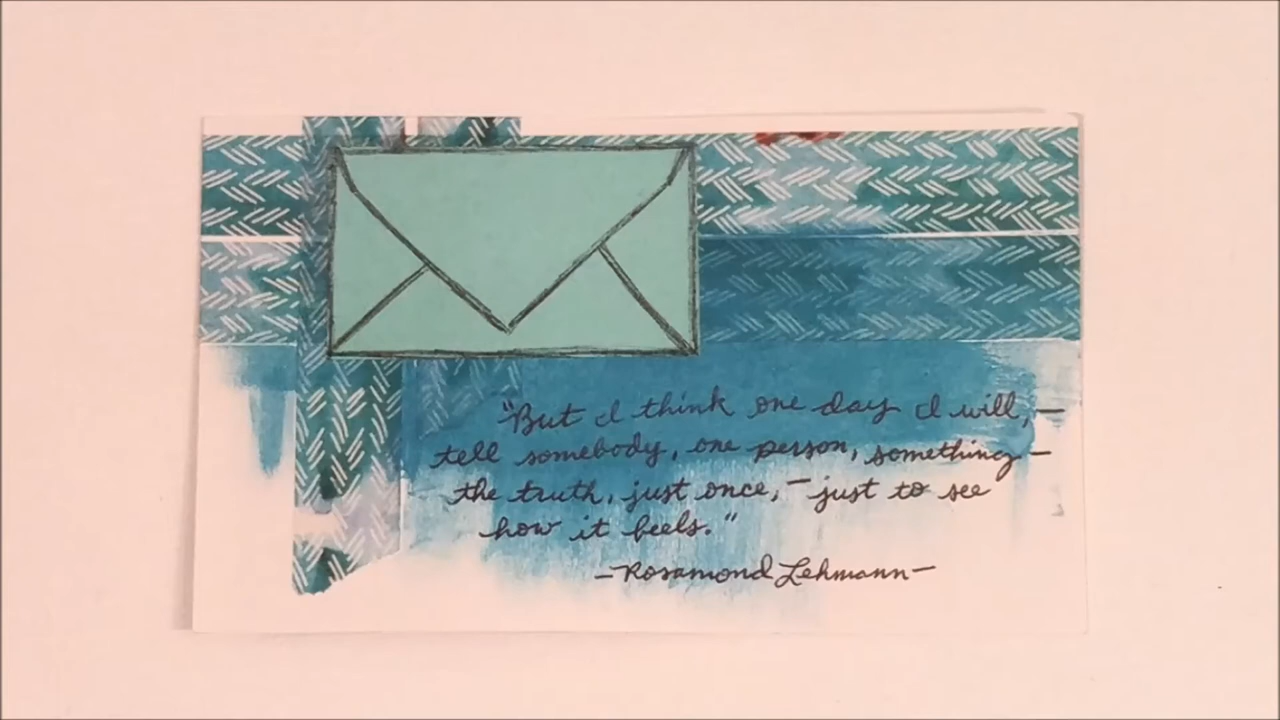 "But I think one day I will,—
tell somebody, one person, something—
the truth, just once,—just to see
how it feels."
—Rosamond Lehmann—